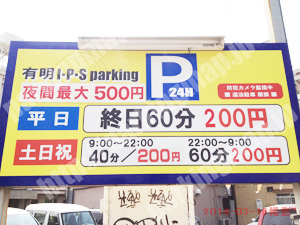 有明I·P·S parking
夜間最大 500円
P
24H
防犯カメラ監視中
平日
終日60分 200円
土日祝
9:00~22:00
40分/200円
22:00~9:00
60分200円